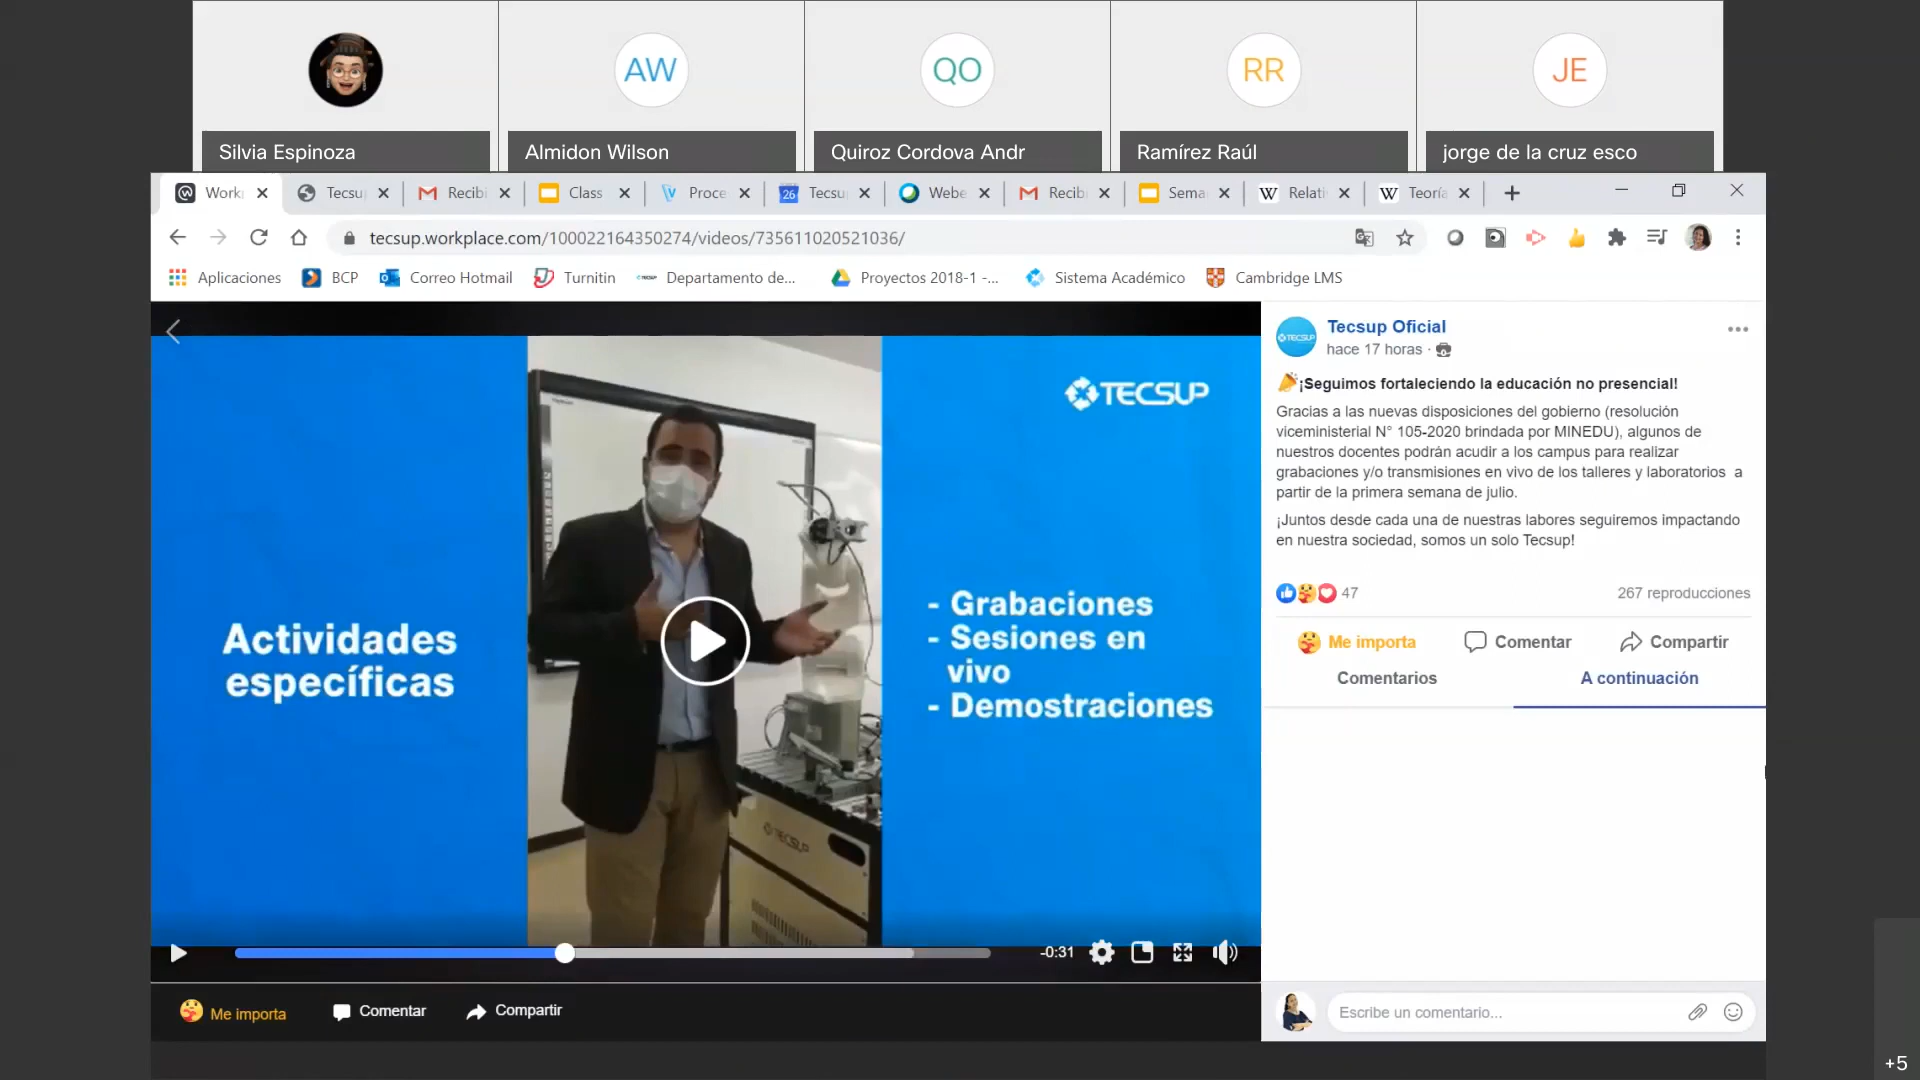 AW
QO
RR
JE
Silvia Espinoza
Almidon Wilson
Quiroz Cordova Andr
Ramírez Raúl
jorge de la cruz esco
Work
Tecsu
Recibi
Class
Proce
26
Tecsu
Webe
Recib
Sema
W
Relati
W
Teoría
tecsup.workplace.com/100022164350274/videos/735611020521036/
Aplicaciones
BCP
Correo Hotmail
Turnitin
Departamento de...
Proyectos 2018-1 -...
Sistema Académico
Cambridge LMS
TECSUP
Actividades
específicas
- Grabaciones
- Sesiones en
vivo
- Demostraciones
TECSUP
-0:31
Me importa
Comentar
Compartir
TECSUP
Tecsup Oficial
hace 17 horas ·
¡Seguimos fortaleciendo la educación no presencial!
Gracias a las nuevas disposiciones del gobierno (resolución
viceministerial N° 105-2020 brindada por MINEDU), algunos de
nuestros docentes podrán acudir a los campus para realizar
grabaciones y/o transmisiones en vivo de los talleres y laboratorios a
partir de la primera semana de julio.
¡Juntos desde cada una de nuestras labores seguiremos impactando
en nuestra sociedad, somos un solo Tecsup!
47
267 reproducciones
Me importa
Comentar
Compartir
Comentarios
A continuación
Escribe un comentario...
+5